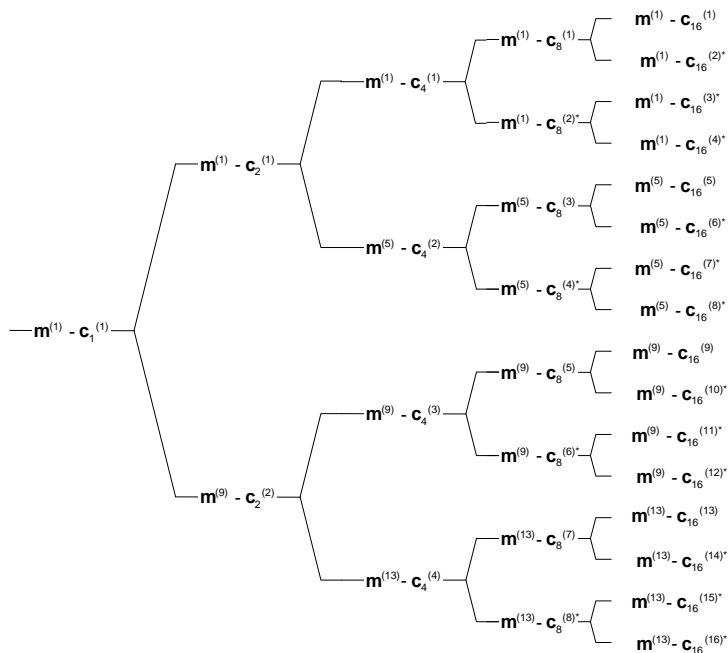 m(1) - c16(1)
m(1) - c8(1)
m(1) - c16(2)*
m(1) - c4(1)
m(1) - c16(3)*
m(1) - c8(2)*
m(1) - c16(4)*
m(1) - c2(1)
m(5) - c16(5)
m(5) - c8(3)
m(5) - c16(6)*
m(5) - c4(2)
m(5) - c16(7)*
m(5) - c8(4)*
m(5) - c16(8)*
m(1) - c1(1)
m(9) - c16(9)
m(9) - c8(5)
m(9) - c16(10)*
m(9) - c4(3)
m(9) - c16(11)*
m(9) - c8(6)*
m(9) - c16(12)*
m(9) - c2(2)
m(13)- c16(13)
m(13)- c8(7)
m(13)- c16(14)*
m(13)- c4(4)
m(13)- c16(15)*
m(13)- c8(8)*
m(13)- c16(16)*